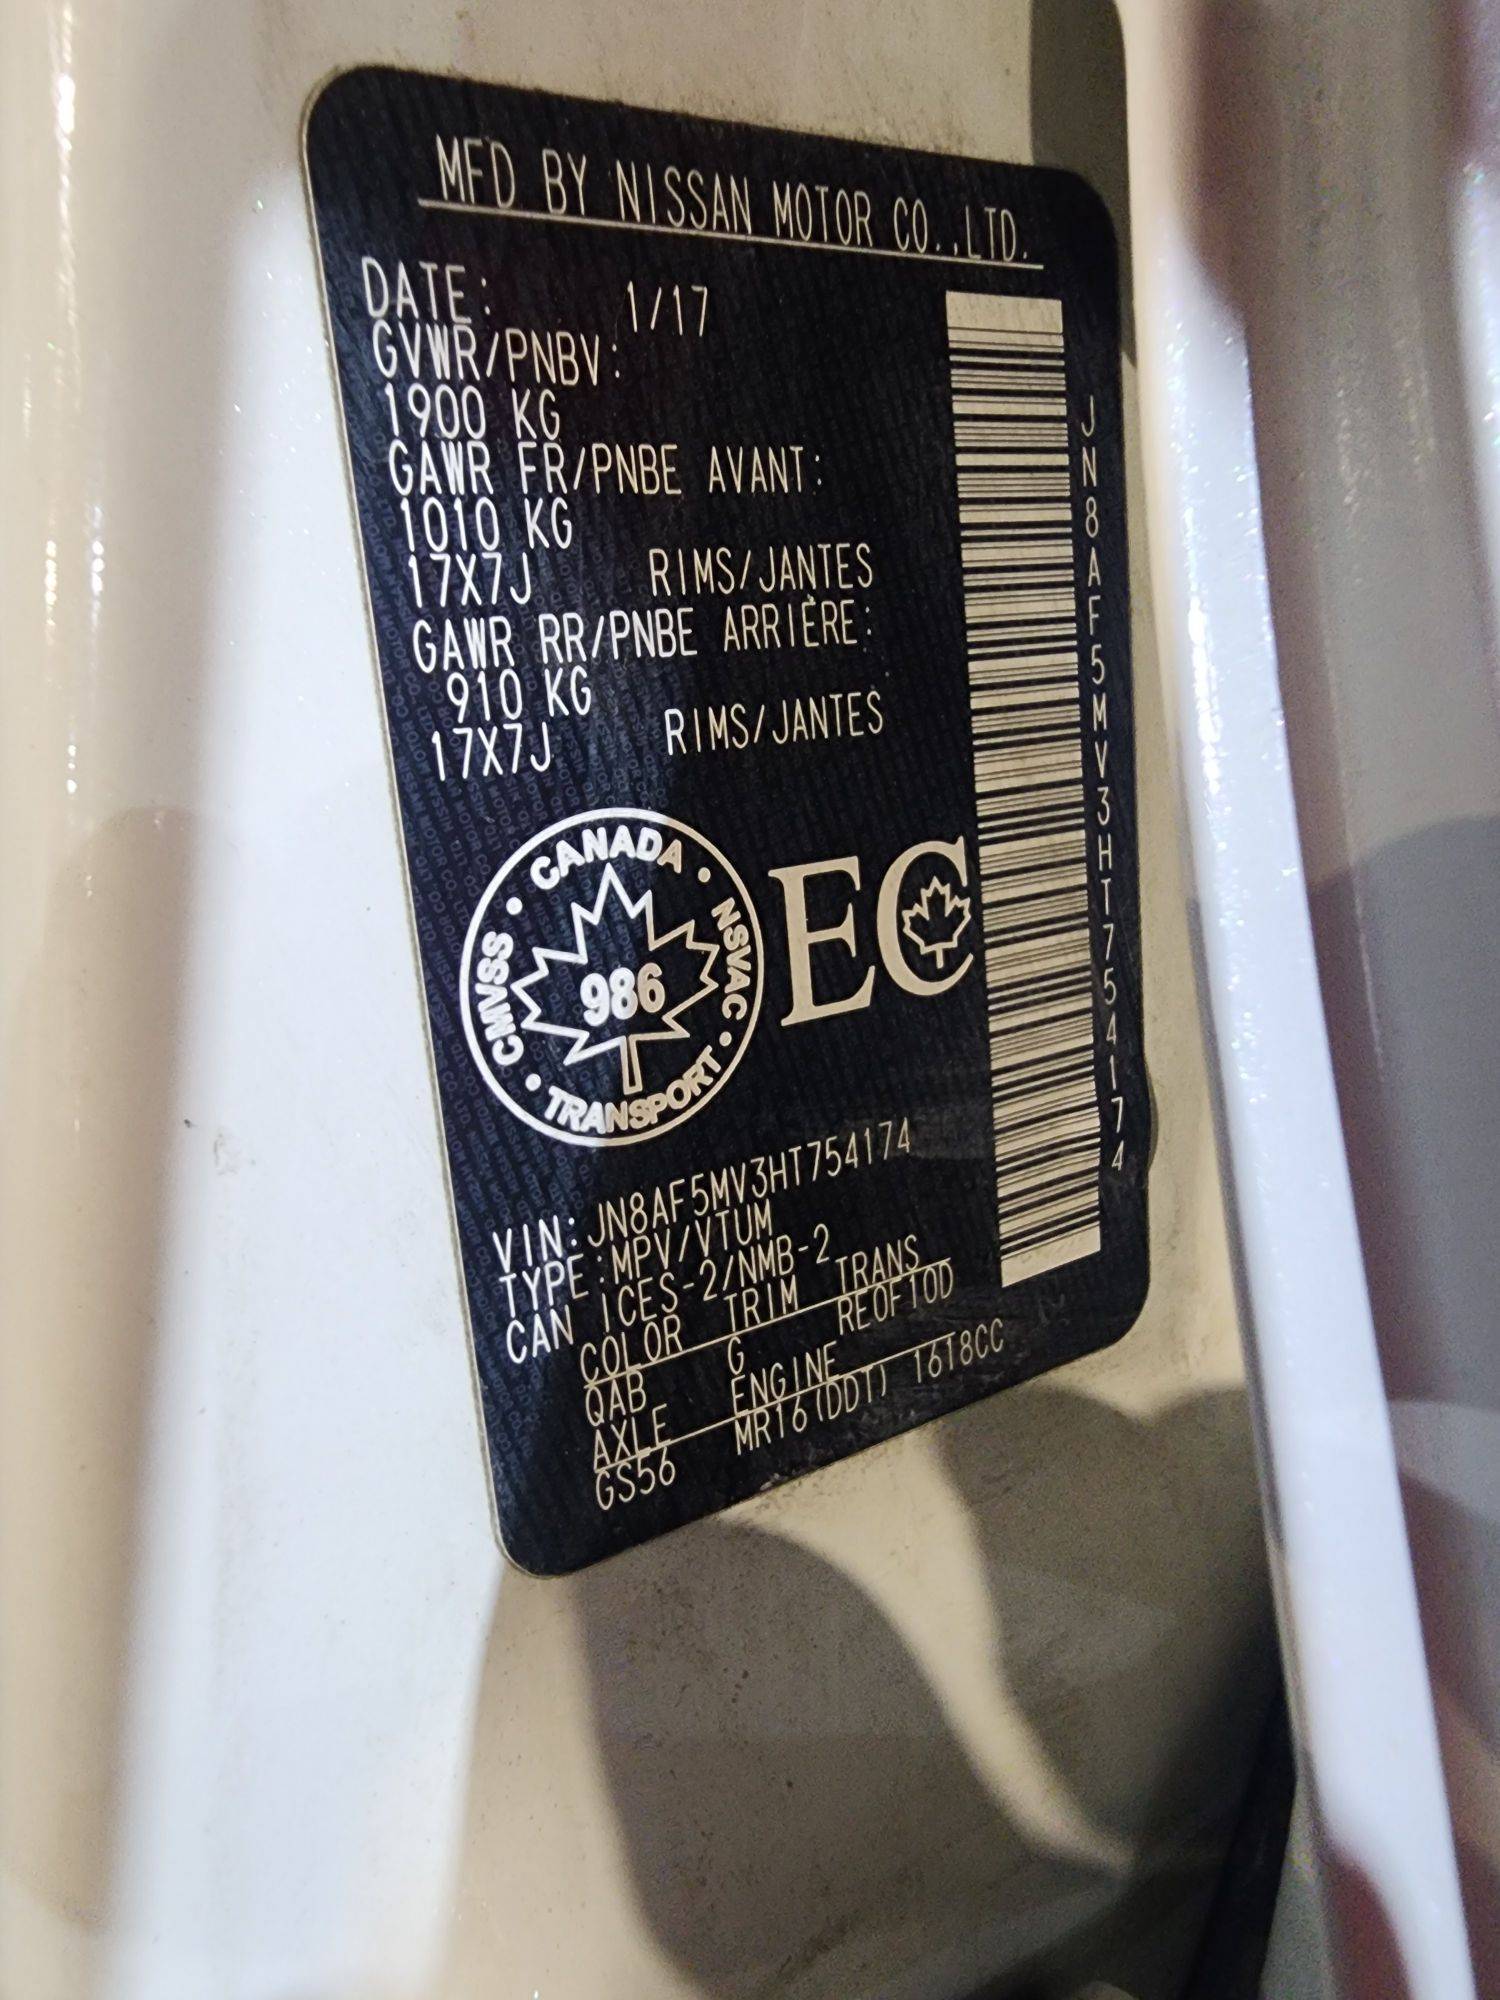 MFD BY NISSAN MOTOR CO.,LTD.
DATE: 1/17
GVWR/PNBV:
1900 KG
GAWR FR/PNBE AVANT:
1010 KG
17X7J RIMS/JANTES
GAWR RR/PNBE ARRIÈRE:
910 KG
17X7J RIMS/JANTES
CANADA • NSVAC • TRANSPORT • CMVSS •
986
EC
VIN: JN8AF5MV3HT754174
TYPE:MPV/VTUM
CAN ICES-2/NMB-2
COLOR TRIM TRANS
QAB G RE0F10D
AXLE ENGINE
GS56 MR16(DDT) 1618CC
JN8AF5MV3HT754174